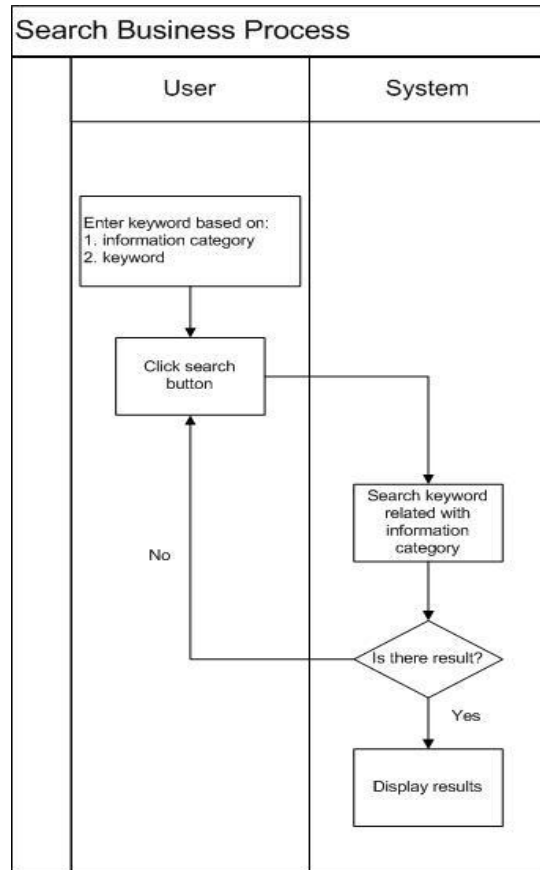 Search Business Process
User
System
Enter keyword based on:
1. information category
2. keyword
Click search
button
Search keyword
related with
information
category
No
Is there result?
Yes
Display results